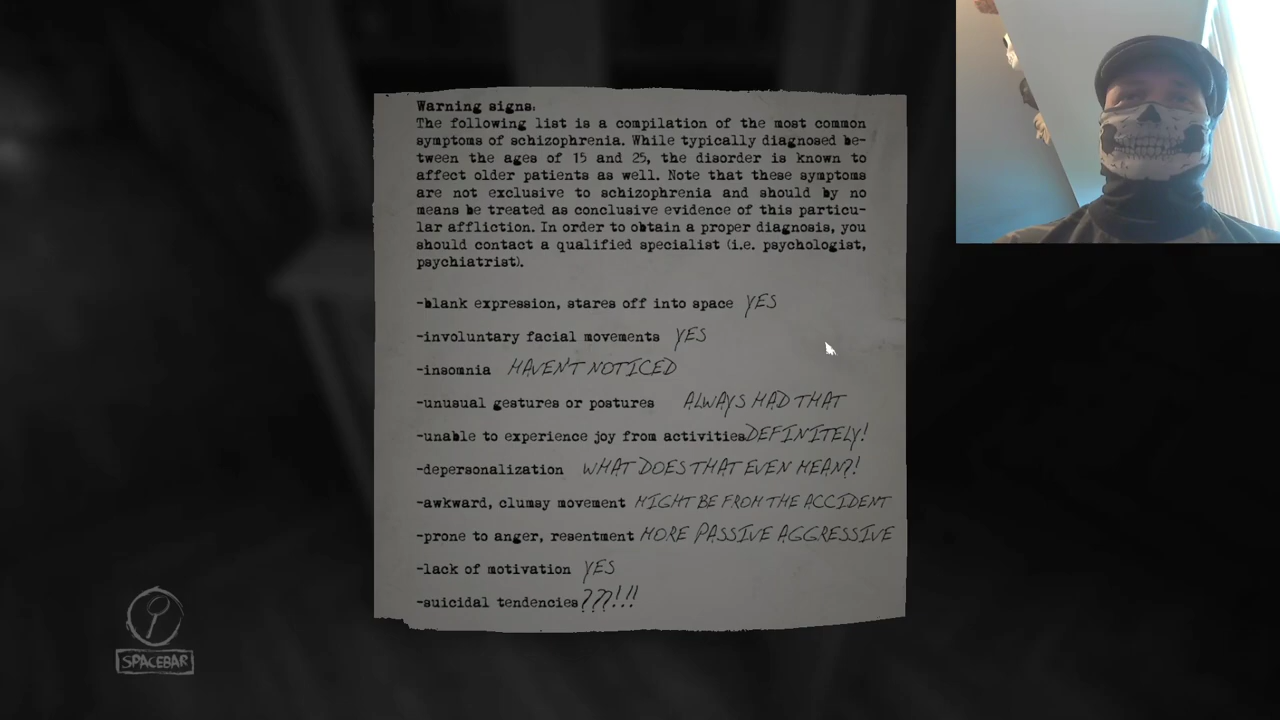 Warning signs:
The following list is a compilation of the most common
symptoms of schizophrenia. While typically diagnosed be-
tween the ages of 15 and 25, the disorder is known to
affect older patients as well. Note that these symptoms
are not exclusive to schizophrenia and should by no
means be treated as conclusive evidence of this particu-
lar affliction. In order to obtain a proper diagnosis, you
should contact a qualified specialist (i.e. psychologist,
psychiatrist).
-blank expression, stares off into space YES
-involuntary facial movements YES
-insomnia HAVEN'T NOTICED
-unusual gestures or postures ALWAYS HAD THAT
-unable to experience joy from activities DEFINITELY!
-depersonalization WHAT DOES THAT EVEN MEAN?!
-awkward, clumsy movement MIGHT BE FROM THE ACCIDENT
-prone to anger, resentment MORE PASSIVE AGGRESSIVE
-lack of motivation YES
-suicidal tendencies ???!!!
SPACEBAR